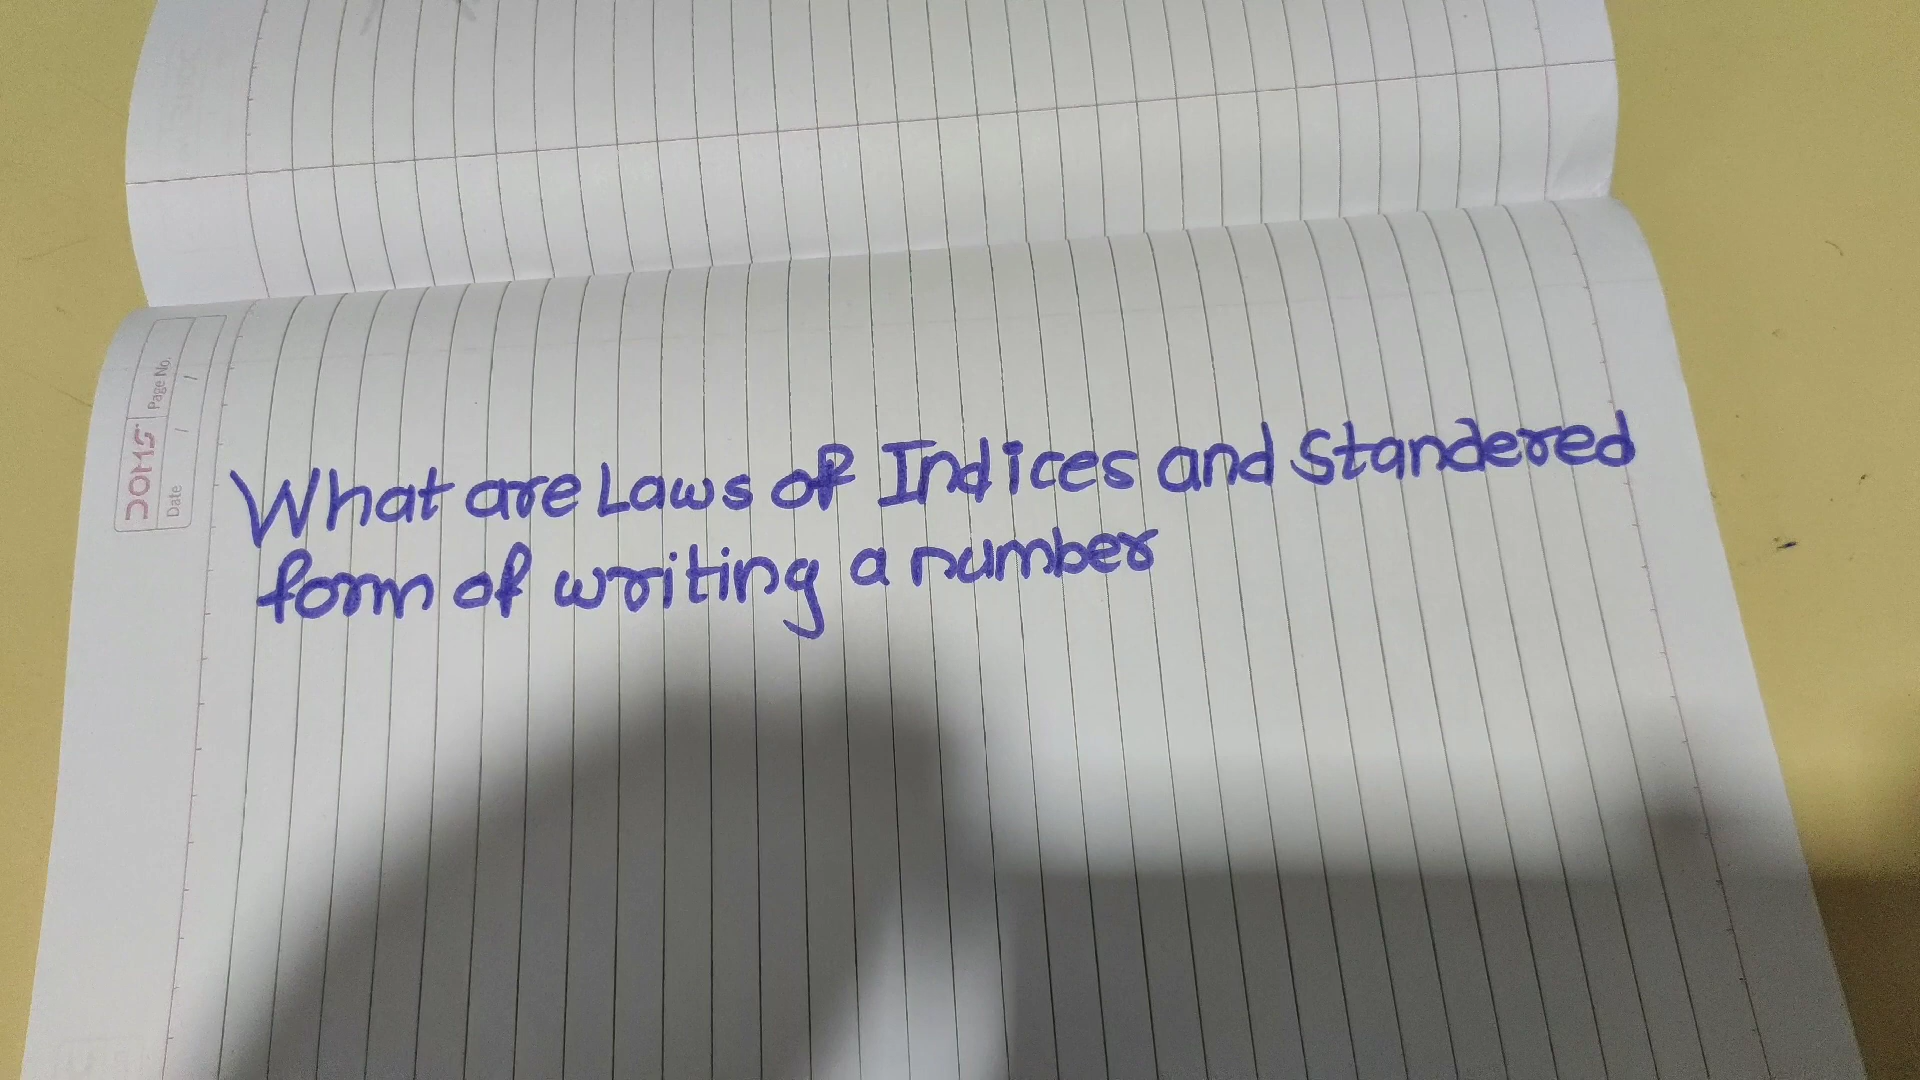 DOMS
Page No.
Date / /
What are Laws of Indices and Standered
form of writing a number